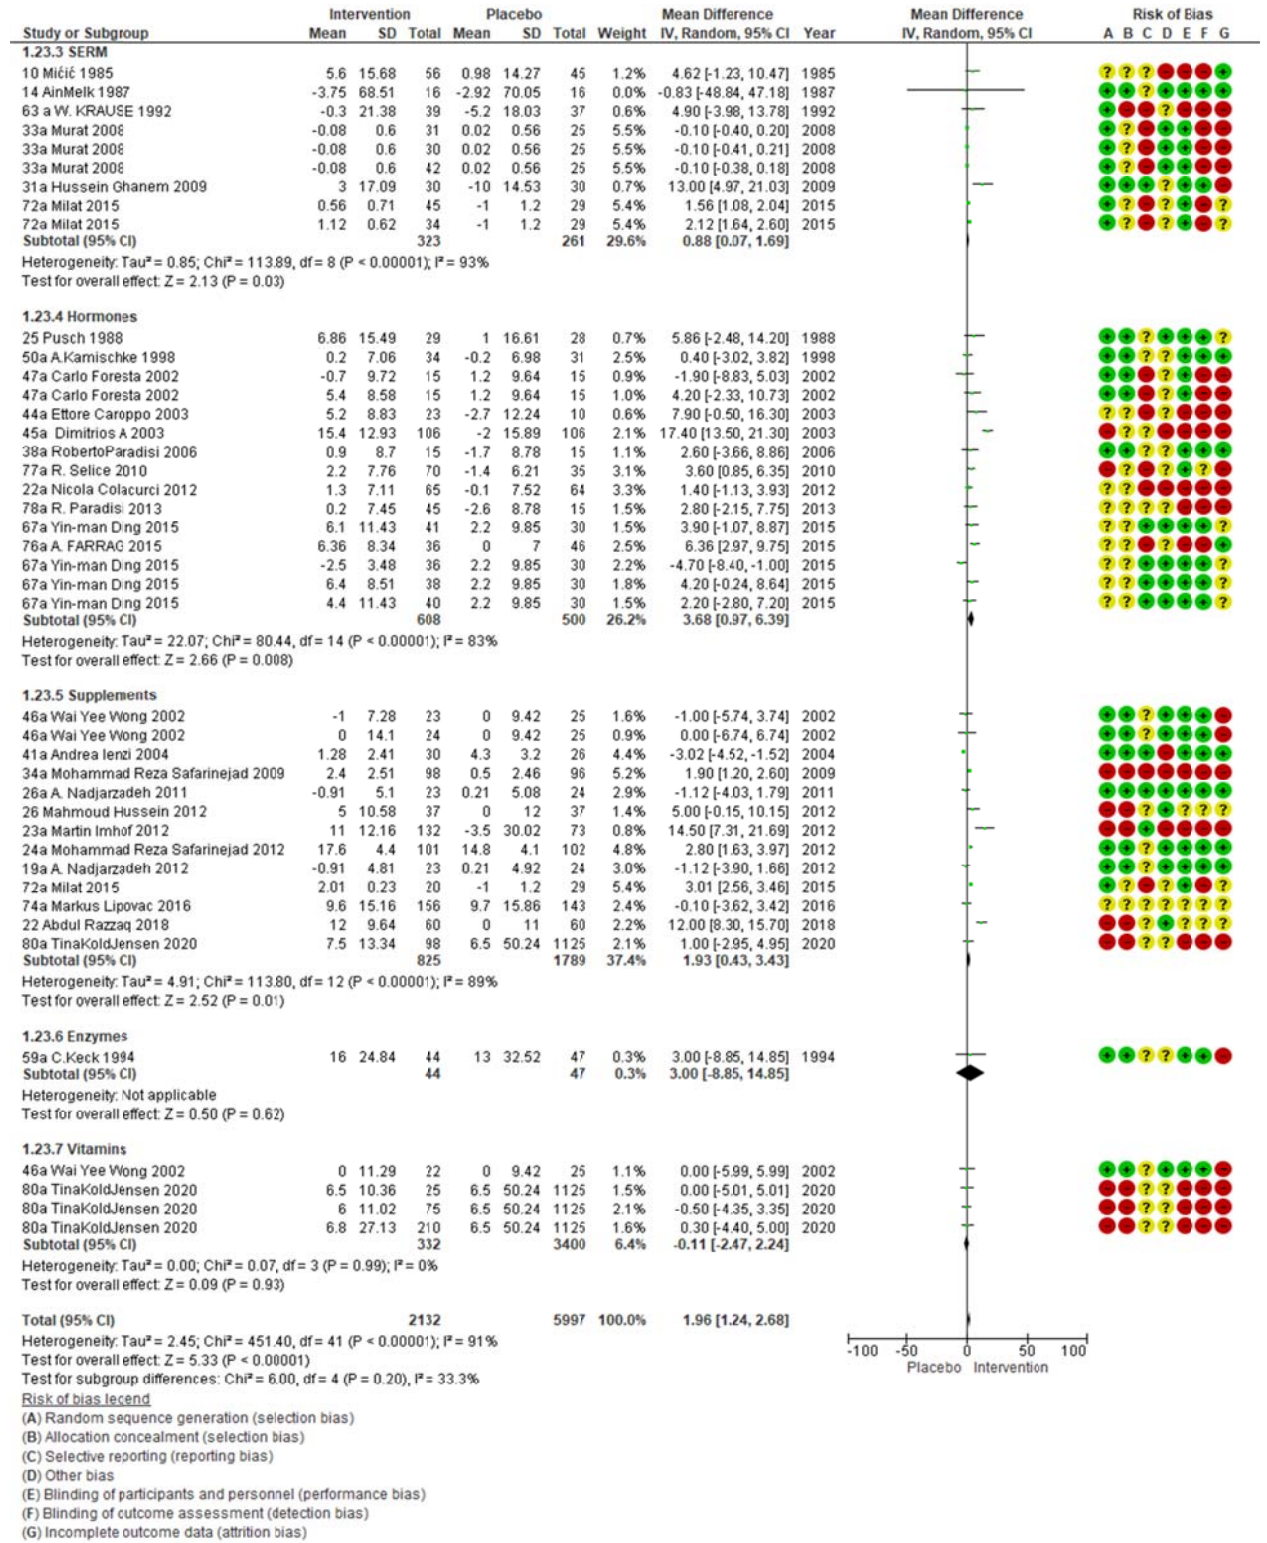 Intervention Placebo Mean Difference Mean Difference Risk of Bias
Study or Subgroup Mean SD Total Mean SD Total Weight IV, Random, 95% CI Year IV, Random, 95% CI A B C D E F G
1.23.3 SERM
10 Mićić 1985 5.6 15.68 56 0.98 14.27 45 1.2% 4.62 [-1.23, 10.47] 1985 ? ? ? - - - +
14 AinMelk 1987 -3.75 68.51 16 -2.92 70.05 16 0.0% -0.83 [-48.84, 47.18] 1987 + + ? + + + +
63 a W. KRAUSE 1992 -0.3 21.38 39 -5.2 18.03 37 4.90 [-3.98, 13.78] 1992 + - - ? - - -
33a Murat 2008 -0.08 0.6 31 0.02 0.56 25 5.5% -0.10 [-0.40, 0.20] 2008 + ? - + + - -
33a Murat 2008 -0.08 0.6 30 0.02 0.56 25 5.5% -0.10 [-0.41, 0.21] 2008 + ? - + + - -
33a Murat 2008 -0.08 0.6 42 0.02 0.56 25 5.5% -0.10 [-0.38, 0.18] 2008 + ? - + + - -
31a Hussein Ghanem 2009 3 17.09 30 -10 14.53 30 0.7% 13.00 [4.97, 21.03] 2009 + + + ? + + -
72a Milat 2015 0.56 0.71 45 -1 1.2 29 5.4% 1.56 [1.08, 2.04] 2015 + ? - ? + - ?
72a Milat 2015 1.12 0.62 34 -1 1.2 29 5.4% 2.12 [1.64, 2.60] 2015 + ? - ? + - ?
Subtotal (95% CI) 323 261 29.6% 0.88 [0.07, 1.69]
Heterogeneity: Tau² = 0.85; Chi² = 113.89, df = 8 (P < 0.00001); I² = 93%
Test for overall effect: Z = 2.13 (P = 0.03)
1.23.4 Hormones
25 Pusch 1988 6.86 15.49 29 1 16.61 28 0.7% 5.86 [-2.48, 14.20] 1988 + + ? + + + ?
50a A.Kamischke 1998 0.2 7.06 34 -0.2 6.98 31 2.5% 0.40 [-3.02, 3.82] 1998 + + ? ? + + +
47a Carlo Foresta 2002 -0.7 9.72 15 1.2 9.64 15 0.9% -1.90 [-8.83, 5.03] 2002 + + ? ? + - -
47a Carlo Foresta 2002 5.4 8.58 15 1.2 9.64 15 1.0% 4.20 [-2.33, 10.73] 2002 + + ? ? + - -
44a Ettore Caroppo 2003 5.2 8.83 23 -2.7 12.24 10 0.6% 7.90 [-0.50, 16.30] 2003 ? ? - ? - - -
45a Dimitrios A 2003 15.4 12.93 106 -2 15.89 106 2.1% 17.40 [13.50, 21.30] 2003 - ? ? - - - -
38a RobertoParadisi 2006 0.9 8.7 15 -1.7 8.78 15 1.1% 2.60 [-3.66, 8.86] 2006 + + ? ? + + ?
77a R. Selice 2010 2.2 7.76 70 -1.4 6.21 35 3.1% 3.60 [0.85, 6.35] 2010 - ? - ? - - ?
22a Nicola Colacurci 2012 1.3 7.11 65 -0.1 7.52 64 3.3% 1.40 [-1.13, 3.93] 2012 ? ? - - - - -
78a R. Paradisi 2013 0.2 7.45 45 -2.6 8.78 15 1.5% 2.80 [-2.15, 7.75] 2013 ? ? - ? - - -
67a Yin-man Ding 2015 6.1 11.43 41 2.2 9.85 30 1.5% 3.90 [-1.07, 8.87] 2015 ? ? + + + + ?
76a A. FARRAG 2015 6.36 8.34 36 0 7 46 2.5% 6.36 [2.97, 9.75] 2015 ? ? - ? - - +
67a Yin-man Ding 2015 -2.5 3.48 36 2.2 9.85 30 2.2% -4.70 [-8.40, -1.00] 2015 ? ? + + + + ?
67a Yin-man Ding 2015 6.4 8.51 38 2.2 9.85 30 1.8% 4.20 [-0.24, 8.64] 2015 ? ? + + + + ?
67a Yin-man Ding 2015 4.4 11.43 40 2.2 9.85 30 1.5% 2.20 [-2.80, 7.20] 2015 ? ? + + + + ?
Subtotal (95% CI) 608 500 26.2% 3.68 [0.97, 6.39]
Heterogeneity: Tau² = 22.07; Chi² = 80.44, df = 14 (P < 0.00001); I² = 83%
Test for overall effect: Z = 2.66 (P = 0.008)
1.23.5 Supplements
46a Wai Yee Wong 2002 -1 7.28 23 0 9.42 25 1.6% -1.00 [-5.74, 3.74] 2002 + + ? + + + -
46a Wai Yee Wong 2002 0 14.1 24 0 9.42 25 0.9% 0.00 [-6.74, 6.74] 2002 + + ? + + + -
41a Andrea lenzi 2004 1.28 2.41 30 4.3 3.2 26 4.4% -3.02 [-4.52, -1.52] 2004 + + + - + + +
34a Mohammad Reza Safarinejad 2009 2.4 2.51 98 0.5 2.46 96 5.2% 1.90 [1.20, 2.60] 2009 - - - - - - -
26a A. Nadjarzadeh 2011 -0.91 5.1 23 0.21 5.08 24 2.9% -1.12 [-4.03, 1.79] 2011 + + + + + + +
26 Mahmoud Hussein 2012 5 10.58 37 0 12 37 1.4% 5.00 [-0.15, 10.15] 2012 - - ? + ? ? ?
23a Martin Imhof 2012 11 12.16 132 -3.5 30.02 73 0.8% 14.50 [7.31, 21.69] 2012 - - + - - - -
24a Mohammad Reza Safarinejad 2012 17.6 4.4 101 14.8 4.1 102 4.8% 2.80 [1.63, 3.97] 2012 + + ? + + + -
19a A. Nadjarzadeh 2012 -0.91 4.81 23 0.21 4.92 24 3.0% -1.12 [-3.90, 1.66] 2012 + + ? + + + +
72a Milat 2015 2.01 0.23 20 -1 1.2 29 5.4% 3.01 [2.56, 3.46] 2015 + ? - ? + - ?
74a Markus Lipovac 2016 9.6 15.16 156 9.7 15.86 143 2.4% -0.10 [-3.62, 3.42] 2016 ? ? ? ? ? ? ?
22 Abdul Razzaq 2018 12 9.64 60 0 11 60 2.2% 12.00 [8.30, 15.70] 2018 - - ? + ? ? ?
80a TinaKoldJensen 2020 7.5 13.34 98 6.5 50.24 1125 2.1% 1.00 [-2.95, 4.95] 2020 - - ? ? - - -
Subtotal (95% CI) 825 1789 37.4% 1.93 [0.43, 3.43]
Heterogeneity: Tau² = 4.91; Chi² = 113.80, df = 12 (P < 0.00001); I² = 89%
Test for overall effect: Z = 2.52 (P = 0.01)
1.23.6 Enzymes
59a C.Keck 1994 16 24.84 44 13 32.52 47 0.3% 3.00 [-8.85, 14.85] 1994 + + ? ? + + -
Subtotal (95% CI) 44 47 0.3% 3.00 [-8.85, 14.85]
Heterogeneity: Not applicable
Test for overall effect: Z = 0.50 (P = 0.62)
1.23.7 Vitamins
46a Wai Yee Wong 2002 0 11.29 22 0 9.42 25 1.1% 0.00 [-5.99, 5.99] 2002 + + ? + + + -
80a TinaKoldJensen 2020 6.5 10.36 25 6.5 50.24 1125 1.5% 0.00 [-5.01, 5.01] 2020 - - ? ? - - -
80a TinaKoldJensen 2020 6 11.02 75 6.5 50.24 1125 2.1% -0.50 [-4.35, 3.35] 2020 - - ? ? - - -
80a TinaKoldJensen 2020 6.8 27.13 210 6.5 50.24 1125 1.6% 0.30 [-4.40, 5.00] 2020 - - ? ? - - -
Subtotal (95% CI) 332 3400 6.4% -0.11 [-2.47, 2.24]
Heterogeneity: Tau² = 0.00; Chi² = 0.07, df = 3 (P = 0.99); I² = 0%
Test for overall effect: Z = 0.09 (P = 0.93)
Total (95% CI) 2132 5997 100.0% 1.96 [1.24, 2.68]
Heterogeneity: Tau² = 2.45; Chi² = 451.40, df = 41 (P < 0.00001); I² = 91%
Test for overall effect: Z = 5.33 (P < 0.00001)
Test for subgroup differences: Chi² = 6.00, df = 4 (P = 0.20), I² = 33.3%
-100 -50 0 50 100
Placebo Intervention
Risk of bias legend
(A) Random sequence generation (selection bias)
(B) Allocation concealment (selection bias)
(C) Selective reporting (reporting bias)
(D) Other bias
(E) Blinding of participants and personnel (performance bias)
(F) Blinding of outcome assessment (detection bias)
(G) Incomplete outcome data (attrition bias)